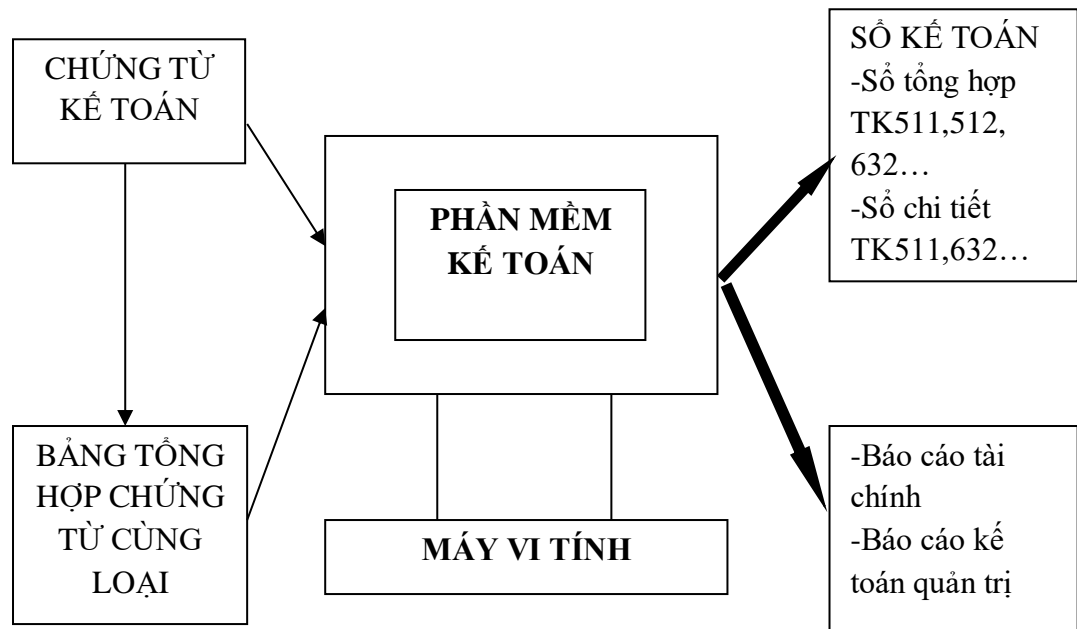 CHỨNG TỪ
KẾ TOÁN
BẢNG TỔNG
HỢP CHỨNG
TỪ CÙNG
LOẠI
PHẦN MỀM
KẾ TOÁN
MÁY VI TÍNH
SỔ KẾ TOÁN
-Sổ tổng hợp
TK511,512,
632…
-Sổ chi tiết
TK511,632…
-Báo cáo tài
chính
-Báo cáo kế
toán quản trị